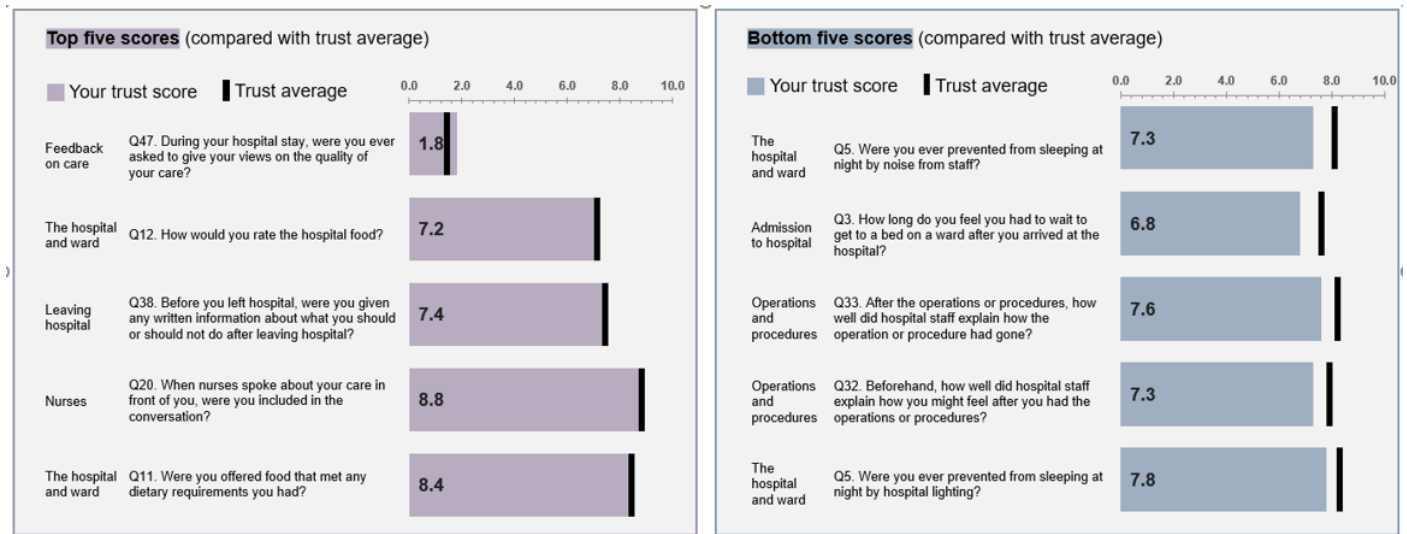 Top five scores (compared with trust average)
Your trust score
Trust average
0.0 2.0 4.0 6.0 8.0 10.0
Feedback
on care
Q47. During your hospital stay, were you ever
asked to give your views on the quality of
your care?
1.8
The hospital
and ward
Q12. How would you rate the hospital food?
7.2
Leaving
hospital
Q38. Before you left hospital, were you given
any written information about what you should
or should not do after leaving hospital?
7.4
Nurses
Q20. When nurses spoke about your care in
front of you, were you included in the
conversation?
8.8
The hospital
and ward
Q11. Were you offered food that met any
dietary requirements you had?
8.4
Bottom five scores (compared with trust average)
Your trust score
Trust average
0.0 2.0 4.0 6.0 8.0 10.0
The
hospital
and ward
Q5. Were you ever prevented from sleeping at
night by noise from staff?
7.3
Admission
to hospital
Q3. How long do you feel you had to wait to
get to a bed on a ward after you arrived at the
hospital?
6.8
Operations
and
procedures
Q33. After the operations or procedures, how
well did hospital staff explain how the
operation or procedure had gone?
7.6
Operations
and
procedures
Q32. Beforehand, how well did hospital staff
explain how you might feel after you had the
operations or procedures?
7.3
The
hospital
and ward
Q5. Were you ever prevented from sleeping at
night by hospital lighting?
7.8